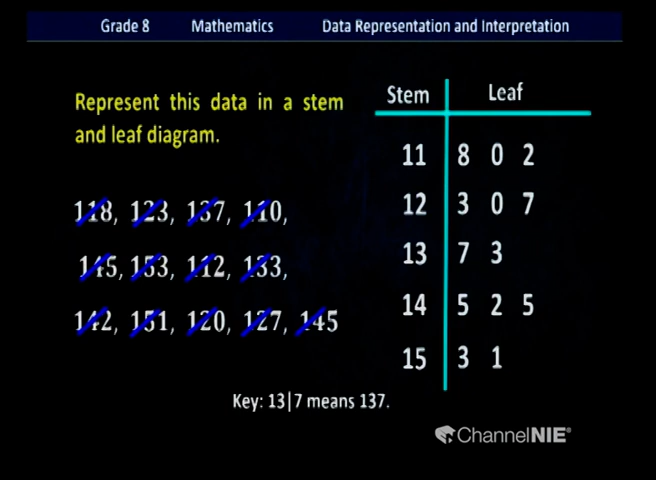 Grade 8 Mathematics Data Representation and Interpretation
Represent this data in a stem
and leaf diagram.
118, 123, 137, 110,
145, 153, 112, 133,
142, 151, 120, 127, 145
Stem Leaf
11 8 0 2
12 3 0 7
13 7 3
14 5 2 5
15 3 1
Key: 13|7 means 137.
ChannelNIE®